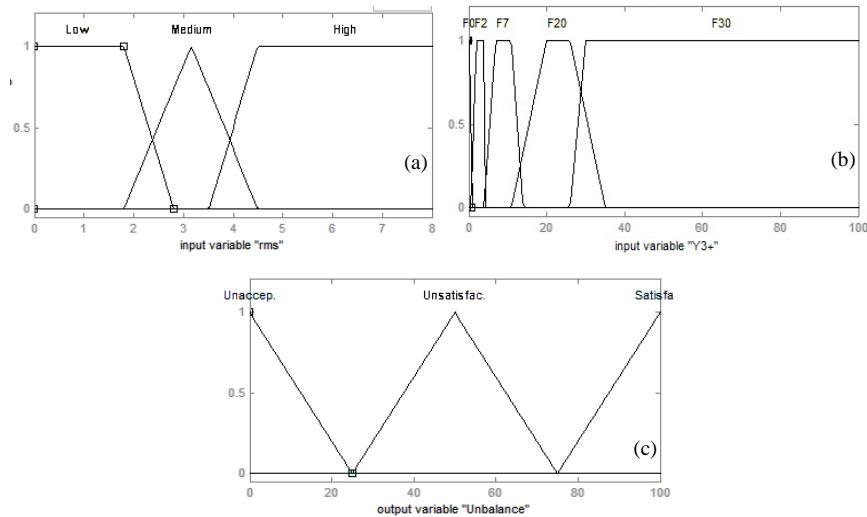 Low Medium High
1
0.5
0
0 1 2 3 4 5 6 7 8
input variable "rms"
(a)
F0 F2 F7 F20 F30
1
0.5
0
0 20 40 60 80 100
input variable "Y3+"
(b)
Unaccep. Unsatisfac. Satisfa
1
0.5
0
0 20 40 60 80 100
output variable "Unbalance"
(c)